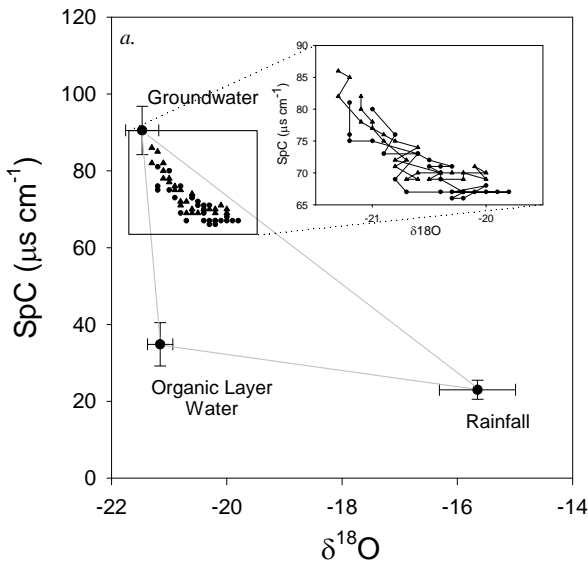 a.
120
100
80
60
40
20
0
SpC (µs cm-1)
-22
-20
-18
-16
-14
δ18O
Groundwater
Organic Layer
Water
Rainfall
90
85
80
75
70
65
SpC (µs cm-1)
-21
-20
δ18O